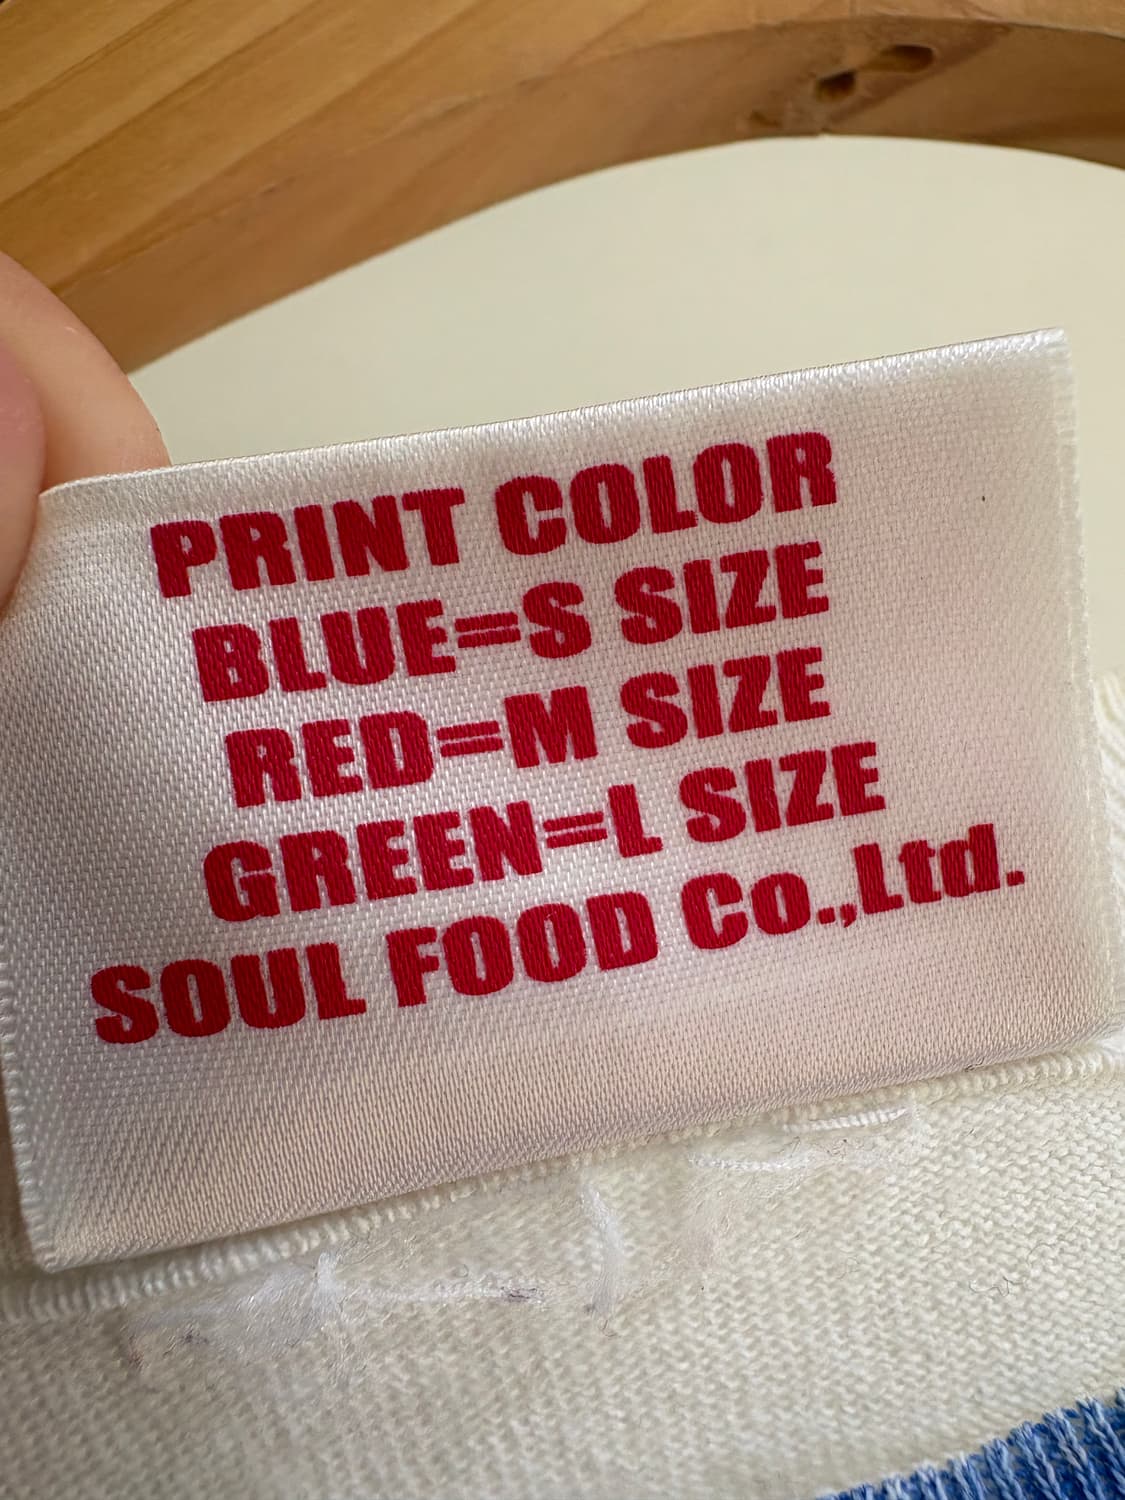 PRINT COLOR
BLUE=S SIZE
RED=M SIZE
GREEN=L SIZE
SOUL FOOD Co.,Ltd.